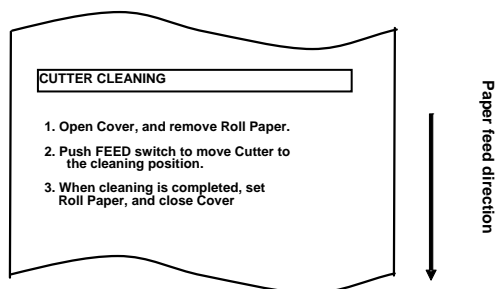 CUTTER CLEANING
1. Open Cover, and remove Roll Paper.
2. Push FEED switch to move Cutter to
the cleaning position.
3. When cleaning is completed, set
Roll Paper, and close Cover
Paper feed direction